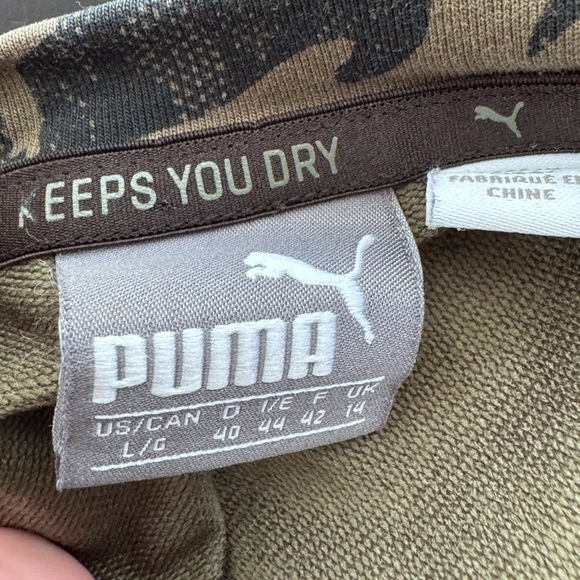 KEEPS YOU DRY
FABRIQUÉ EN
CHINE
PUMA
US/CAN D I/E F UK
L/G 40 44 42 14